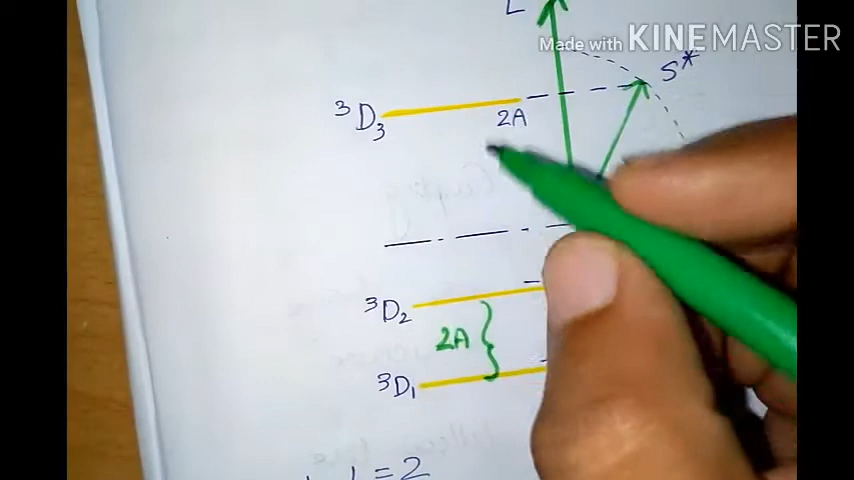 L
Made with KINEMASTER
S*
³D₃
2A
³D₂
2A
³D₁
L = 2